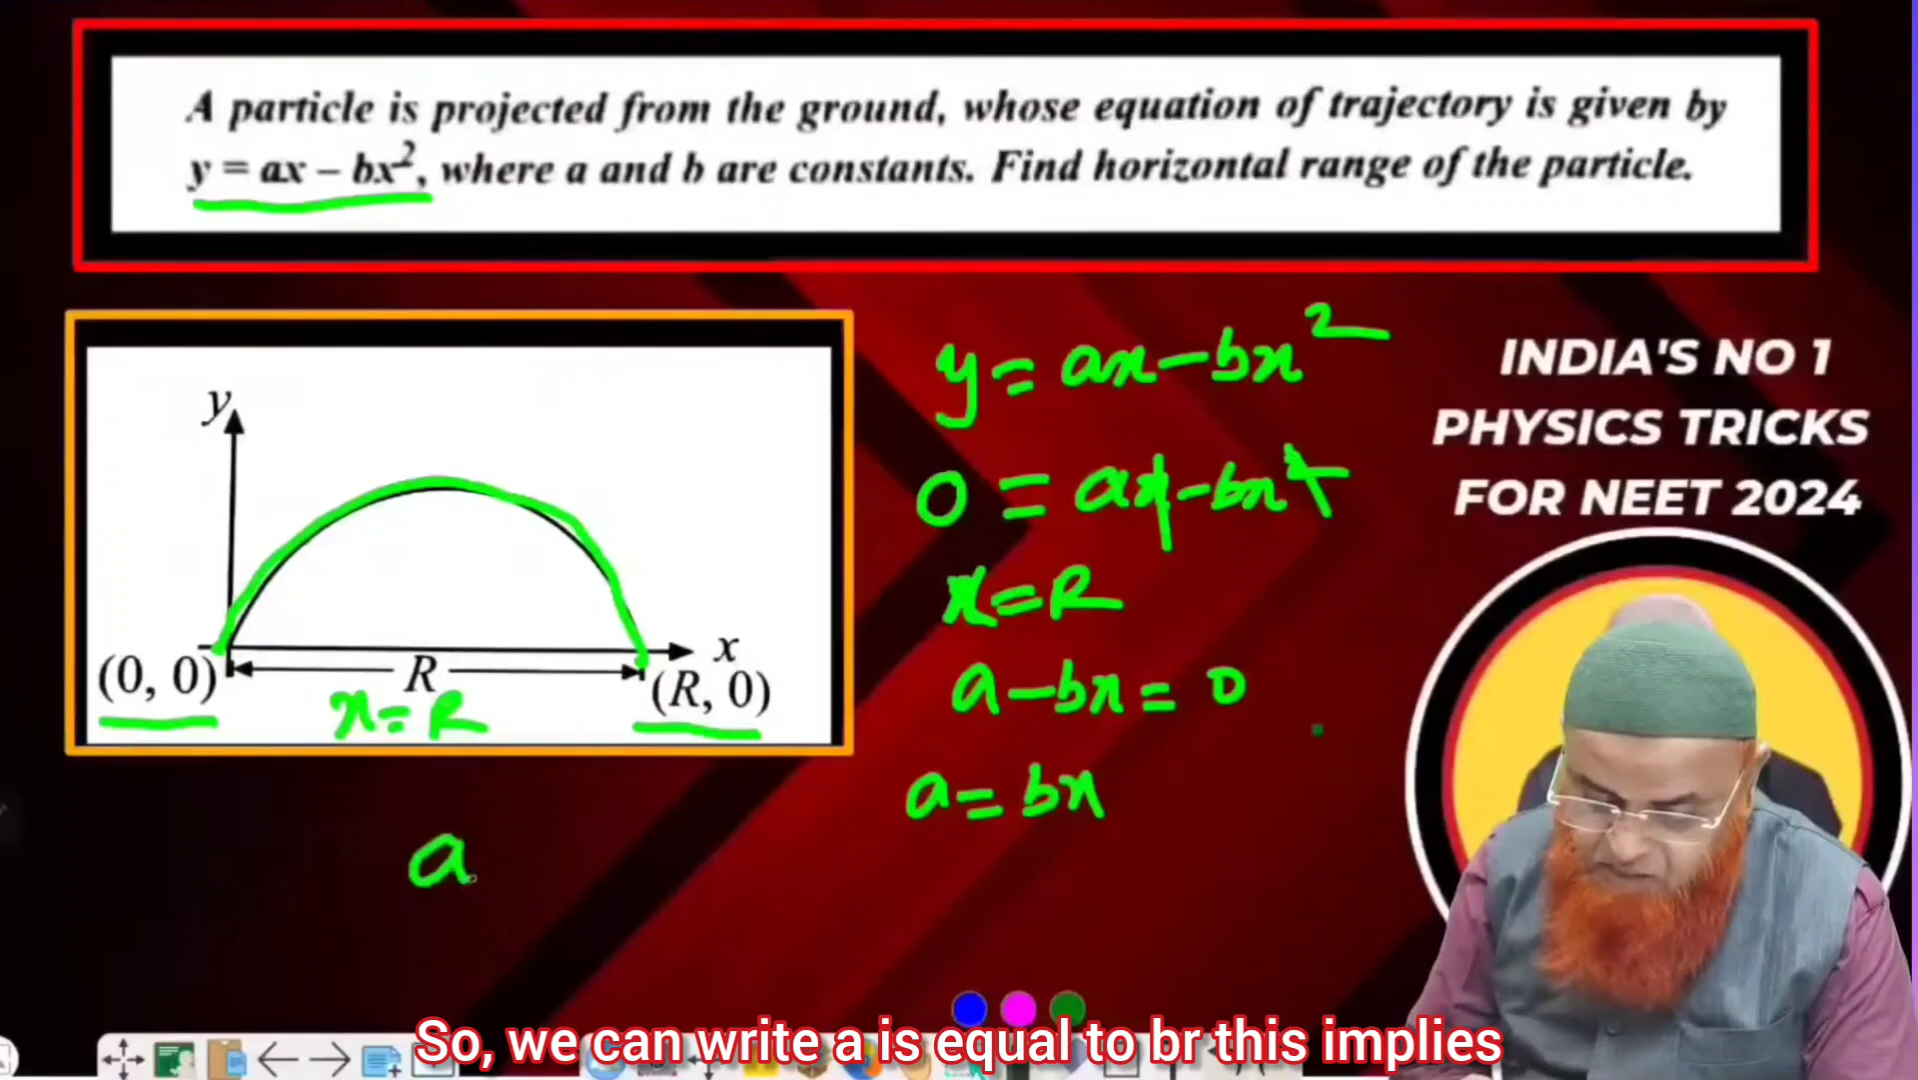 A particle is projected from the ground, whose equation of trajectory is given by
y = ax – bx², where a and b are constants. Find horizontal range of the particle.
y = ax - bx²
INDIA'S NO 1
PHYSICS TRICKS
FOR NEET 2024
y
0 = ax - bx²
x = R
x
(0, 0)
R
(R, 0)
x = R
a - bx = 0
a = bx
a
So, we can write a is equal to br this implies